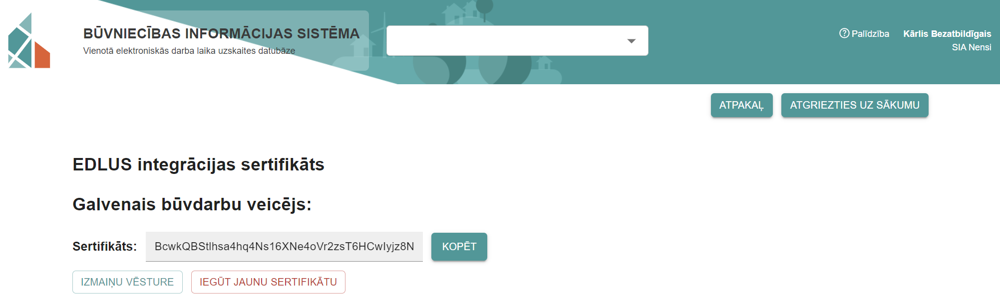 BŪVNIECĪBAS INFORMĀCIJAS SISTĒMA
Vienotā elektroniskās darba laika uzskaites datubāze
Palīdzība
Kārlis Bezatbildīgais
SIA Nensi
ATPAKAĻ
ATGRIEZTIES UZ SĀKUMU
EDLUS integrācijas sertifikāts
Galvenais būvdarbu veicējs:
Sertifikāts: BcwkQBStlhsa4hq4Ns16XNe4oVr2zsT6HCwIyjz8N KOPĒT
IZMAIŅU VĒSTURE
IEGŪT JAUNU SERTIFIKĀTU